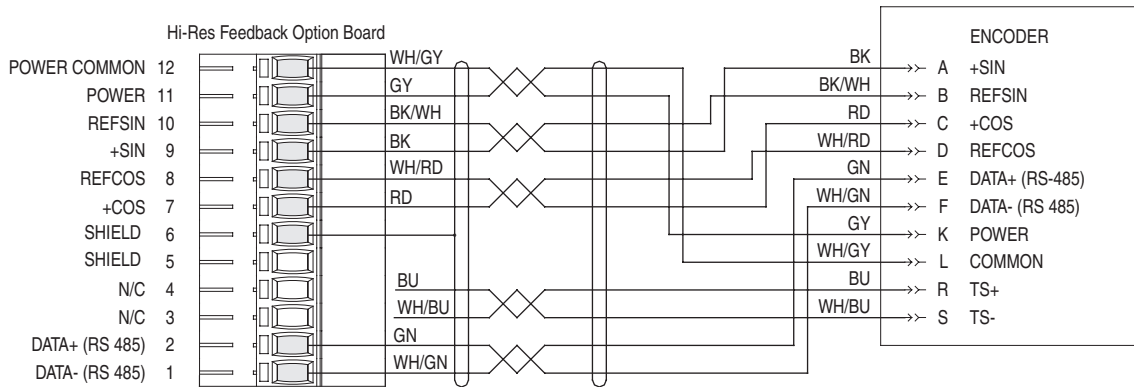 Hi-Res Feedback Option Board
POWER COMMON 12 WH/GY
POWER 11 GY
REFSIN 10 BK/WH
+SIN 9 BK
REFCOS 8 WH/RD
+COS 7 RD
SHIELD 6
SHIELD 5
N/C 4 BU
N/C 3 WH/BU
DATA+ (RS 485) 2 GN
DATA- (RS 485) 1 WH/GN
ENCODER
BK A +SIN
BK/WH B REFSIN
RD C +COS
WH/RD D REFCOS
GN E DATA+ (RS-485)
WH/GN F DATA- (RS 485)
GY K POWER
WH/GY L COMMON
BU R TS+
WH/BU S TS-